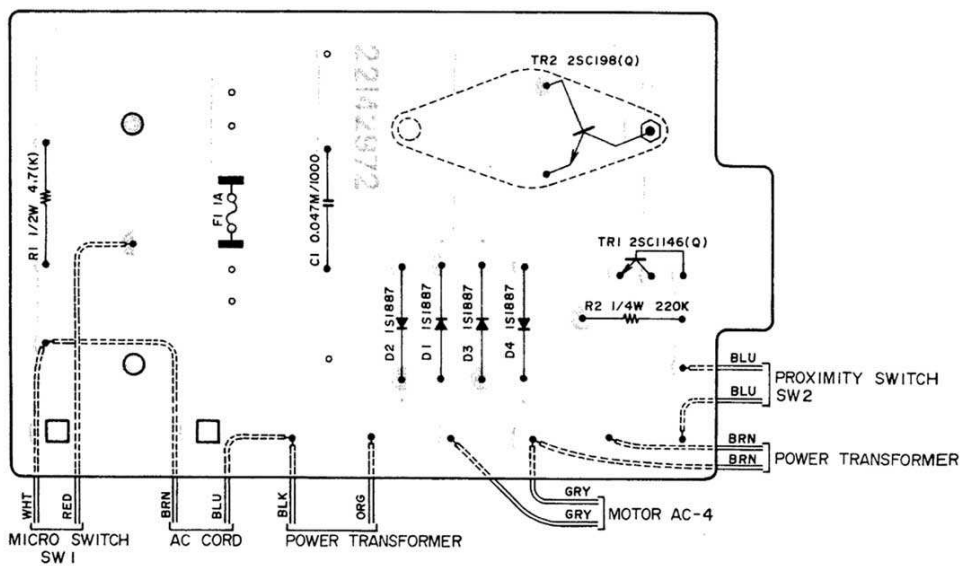 TR2 2SC198(Q)
22142972
R1 1/2W 4.7(K)
F1 1A
C1 0.047M/1000
TR1 2SC1146(Q)
D2 1S1887
D1 1S1887
D3 1S1887
D4 1S1887
R2 1/4W 220K
BLU
BLU
PROXIMITY SWITCH
SW2
BRN
BRN
POWER TRANSFORMER
WHT
RED
BRN
BLU
BLK
ORG
GRY
GRY
MOTOR AC-4
MICRO SWITCH
SW1
AC CORD
POWER TRANSFORMER